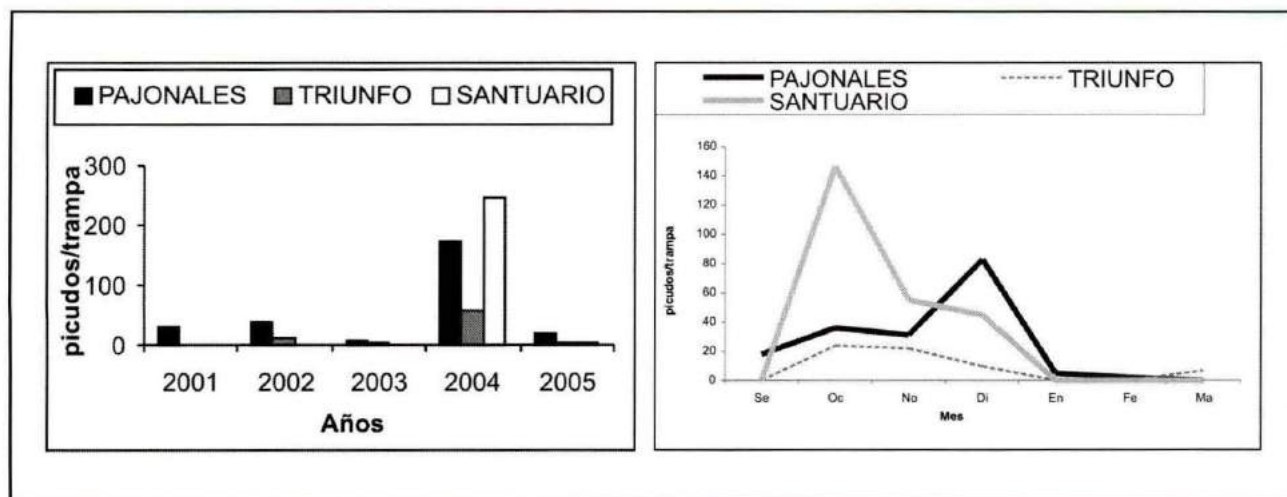 PAJONALES TRIUNFO SANTUARIO
picudos/trampa
300
200
100
0
2001 2002 2003 2004 2005
Años
PAJONALES TRIUNFO
SANTUARIO
picudos/trampa
160
140
120
100
80
60
40
20
0
Se Oc No Di En Fe Ma
Mes